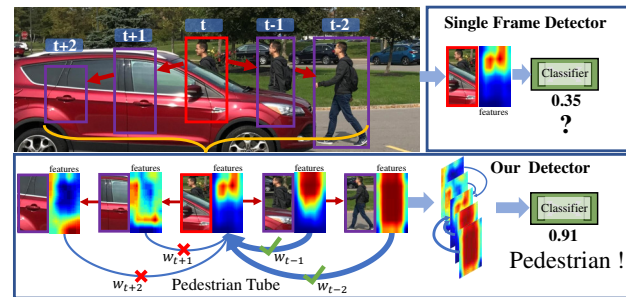 t+2
t+1
t
t-1
t-2
Single Frame Detector
features
Classifier
0.35
?
features
features
features
features
features
Our Detector
Classifier
0.91
Pedestrian !
w_{t+2}
w_{t+1}
w_{t-1}
w_{t-2}
Pedestrian Tube